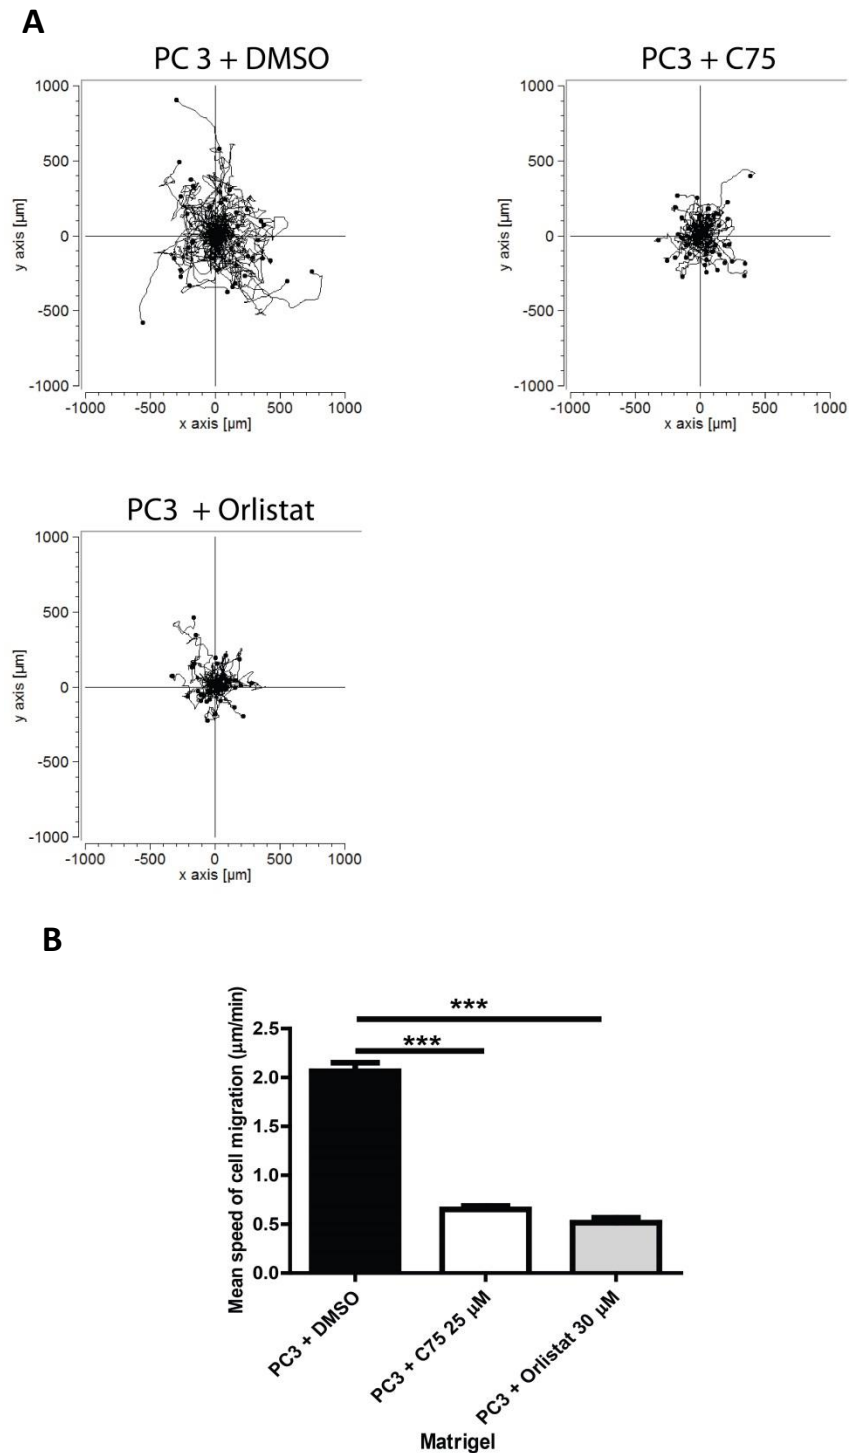 A
PC 3 + DMSO
1000
500
0
-500
-1000
y axis [µm]
-1000 -500 0 500 1000
x axis [µm]
PC3 + C75
1000
500
0
-500
-1000
y axis [µm]
-1000 -500 0 500 1000
x axis [µm]
PC3 + Orlistat
1000
500
0
-500
-1000
y axis [µm]
-1000 -500 0 500 1000
x axis [µm]
B
Mean speed of cell migration (µm/min)
2.5
2.0
1.5
1.0
0.5
0.0
***
***
PC3 + DMSO
PC3 + C75 25 µM
PC3 + Orlistat 30 µM
Matrigel